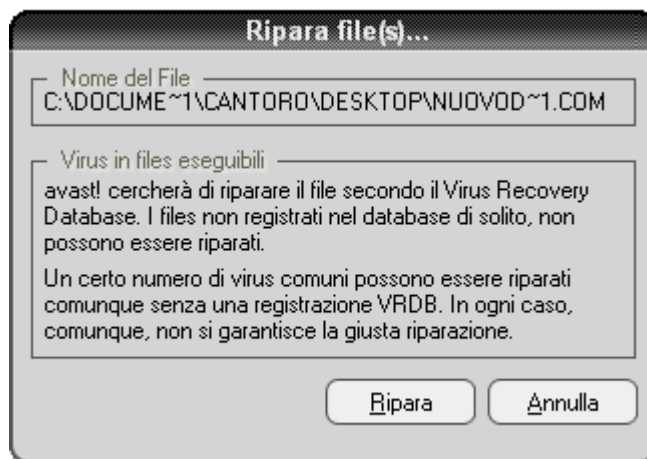 Ripara file(s)...
Nome del File
C:\DOCUME~1\CANTORO\DESKTOP\NUOVOD~1.COM
Virus in files eseguibili
avast! cercherà di riparare il file secondo il Virus Recovery
Database. I files non registrati nel database di solito, non
possono essere riparati.
Un certo numero di virus comuni possono essere riparati
comunque senza una registrazione VRDB. In ogni caso,
comunque, non si garantisce la giusta riparazione.
Ripara Annulla